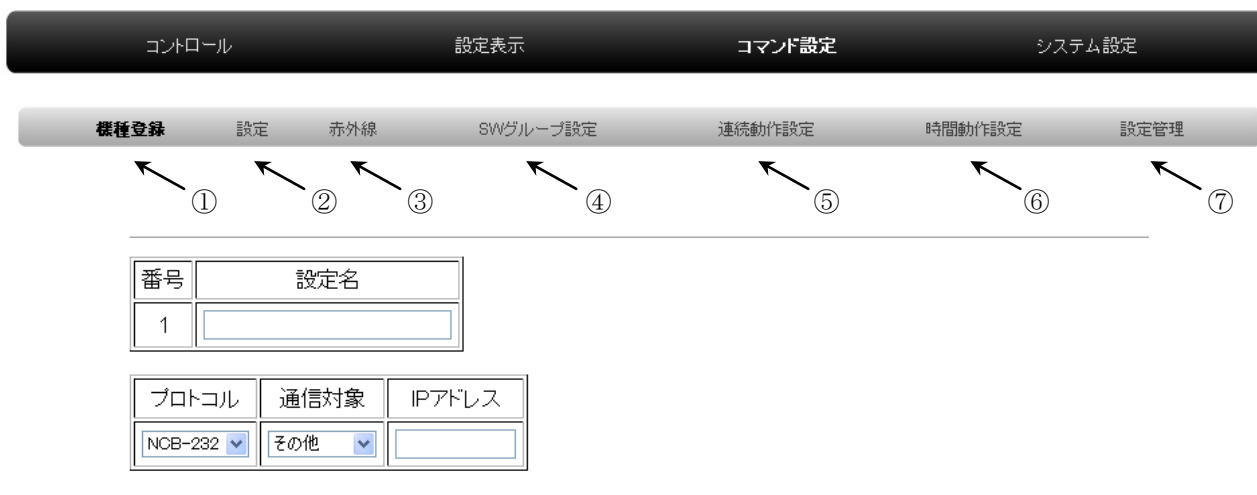 コントロール 設定表示 コマンド設定 システム設定
機種登録 設定 赤外線 SWグループ設定 連続動作設定 時間動作設定 設定管理
① ② ③ ④ ⑤ ⑥ ⑦
番号 設定名
1
プロトコル 通信対象 IPアドレス
NCB-232 その他